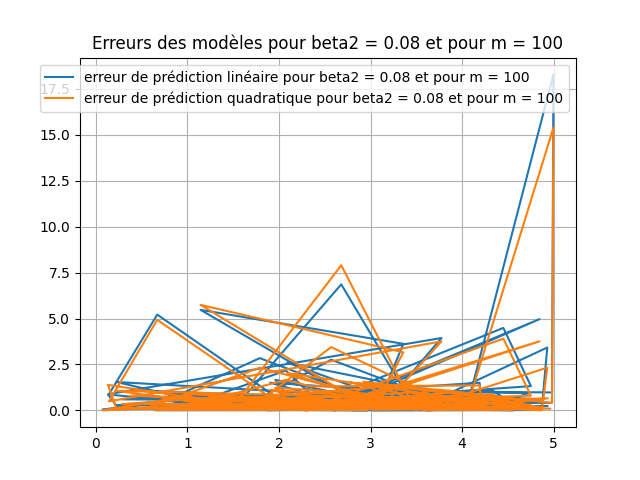 Erreurs des modèles pour beta2 = 0.08 et pour m = 100
erreur de prédiction linéaire pour beta2 = 0.08 et pour m = 100
erreur de prédiction quadratique pour beta2 = 0.08 et pour m = 100
17.5
15.0
12.5
10.0
7.5
5.0
2.5
0.0
0 1 2 3 4 5